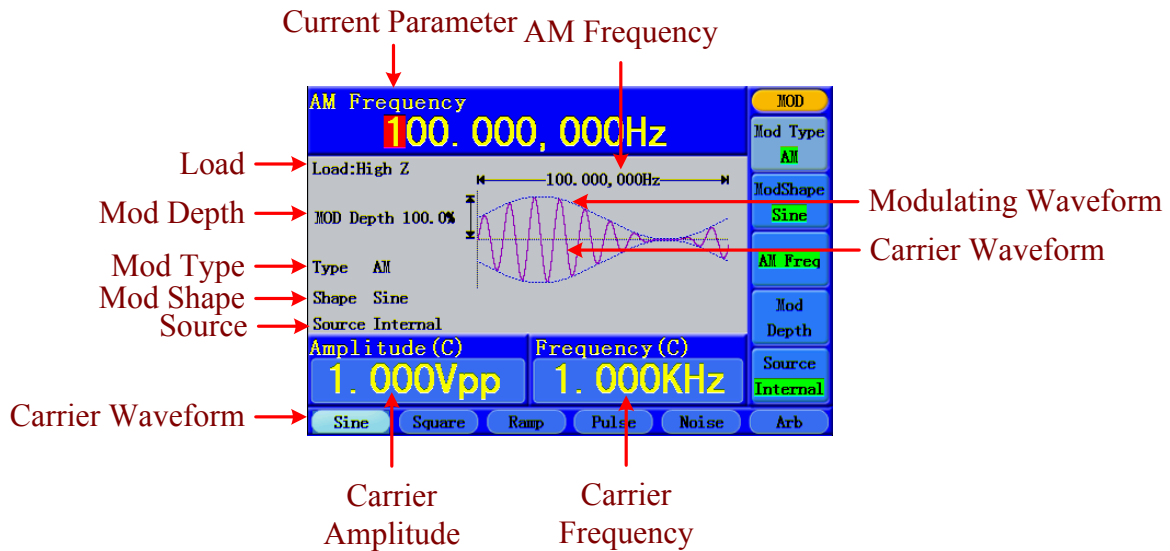 Current Parameter
AM Frequency
AM Frequency
100.000,000Hz
MOD
Mod Type
AM
ModShape
Sine
AM Freq
Mod
Depth
Source
Internal
Load
Load:High Z
100.000,000Hz
Mod Depth
MOD Depth 100.0%
Modulating Waveform
Carrier Waveform
Mod Type
Type AM
Mod Shape
Shape Sine
Source
Source Internal
Amplitude(C)
Frequency(C)
1.000Vpp
1.000KHz
Carrier Waveform
Sine
Square
Ramp
Pulse
Noise
Arb
Carrier
Amplitude
Carrier
Frequency